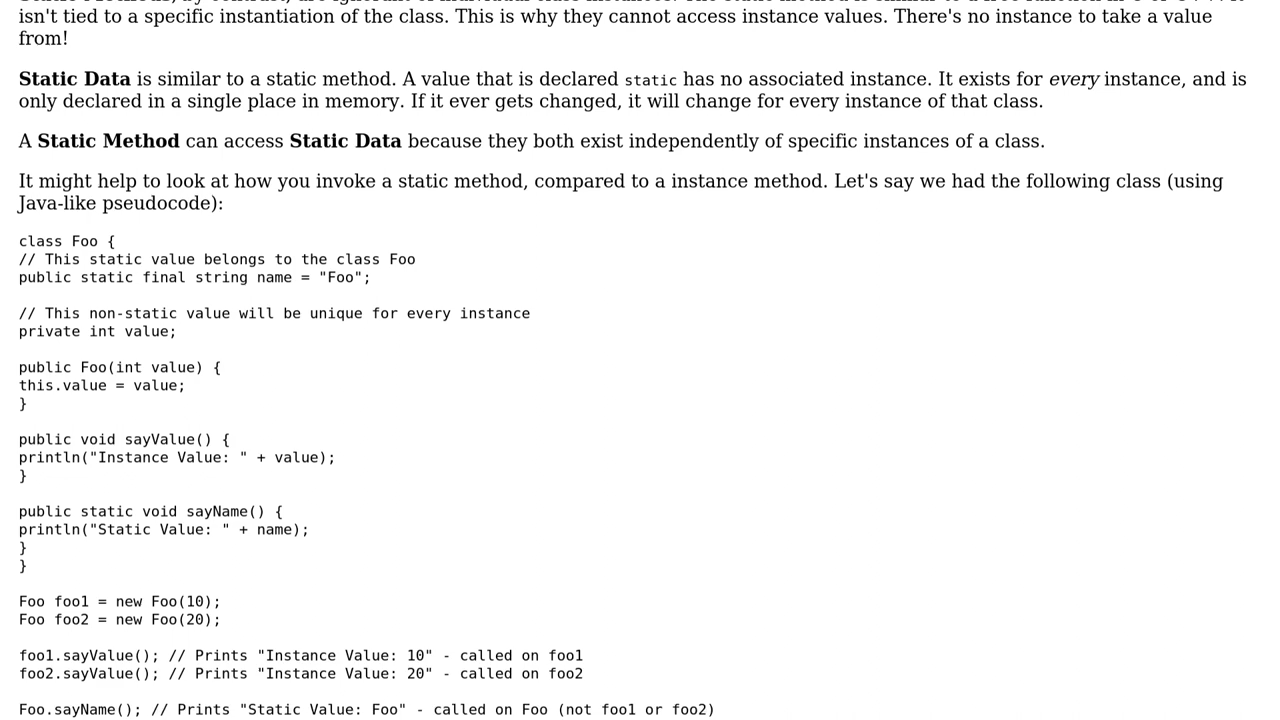 isn't tied to a specific instantiation of the class. This is why they cannot access instance values. There's no instance to take a value
from!
Static Data is similar to a static method. A value that is declared static has no associated instance. It exists for every instance, and is
only declared in a single place in memory. If it ever gets changed, it will change for every instance of that class.
A Static Method can access Static Data because they both exist independently of specific instances of a class.
It might help to look at how you invoke a static method, compared to a instance method. Let's say we had the following class (using
Java-like pseudocode):
class Foo {
// This static value belongs to the class Foo
public static final string name = "Foo";
// This non-static value will be unique for every instance
private int value;
public Foo(int value) {
this.value = value;
}
public void sayValue() {
println("Instance Value: " + value);
}
public static void sayName() {
println("Static Value: " + name);
}
}
Foo foo1 = new Foo(10);
Foo foo2 = new Foo(20);
foo1.sayValue(); // Prints "Instance Value: 10" - called on foo1
foo2.sayValue(); // Prints "Instance Value: 20" - called on foo2
Foo.sayName(); // Prints "Static Value: Foo" - called on Foo (not foo1 or foo2)